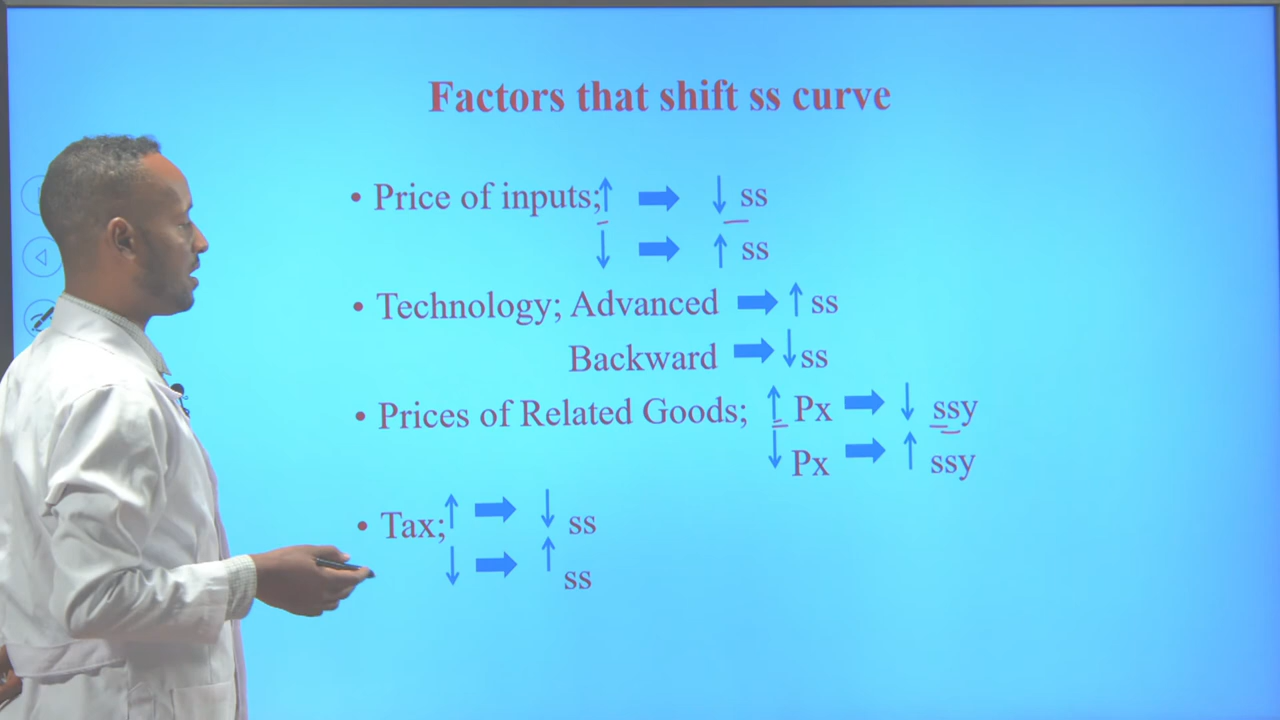 Factors that shift ss curve
• Price of inputs;↑ ➡ ↓ ss
↓ ➡ ↑ ss
• Technology; Advanced ➡ ↑ ss
Backward ➡ ↓ ss
• Prices of Related Goods; ↑ Px ➡ ↓ ssy
↓ Px ➡ ↑ ssy
• Tax;↑ ➡ ↓ ss
↓ ➡ ↑ ss